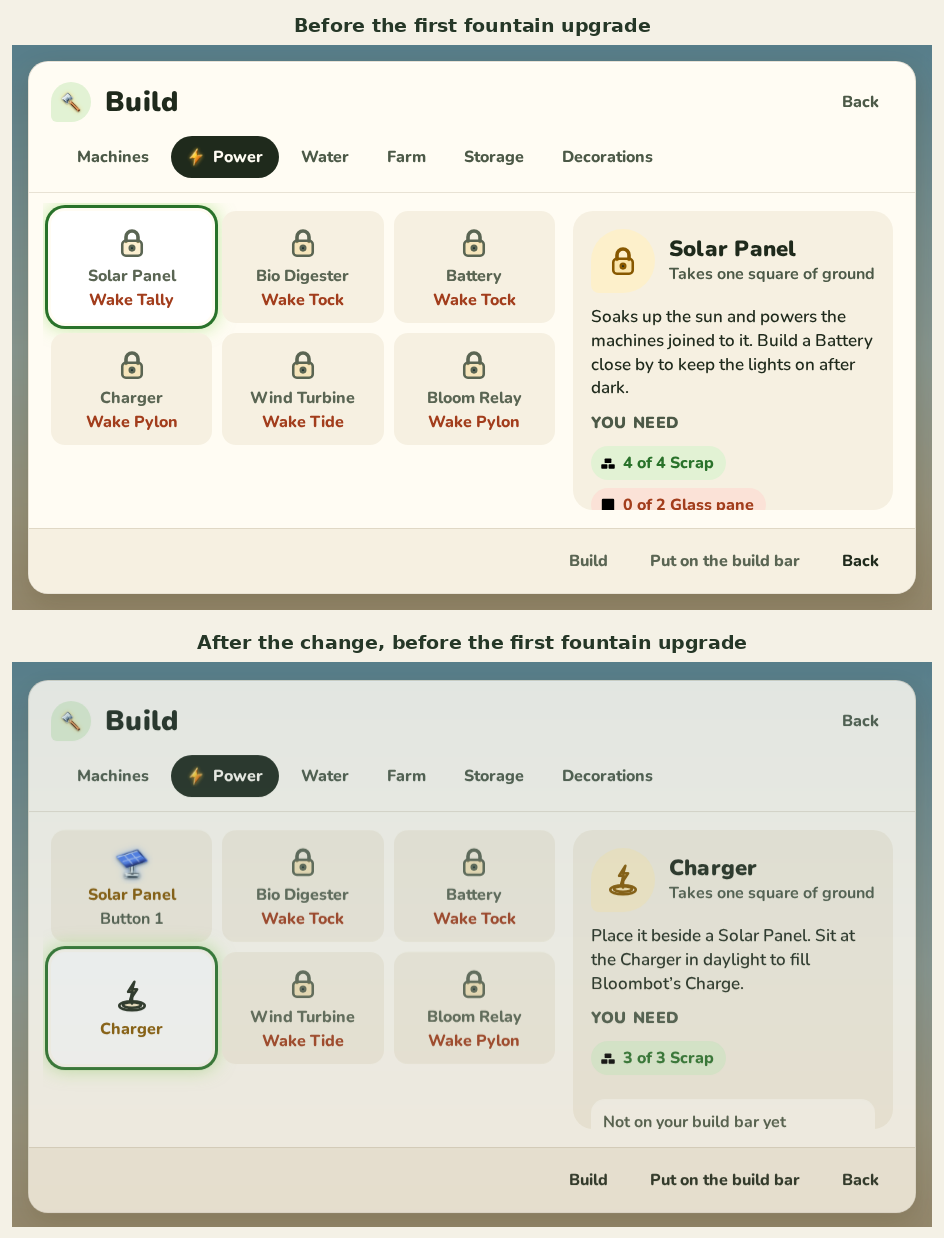 Before the first fountain upgrade
Build
Back
Machines
Power
Water
Farm
Storage
Decorations
Solar Panel
Wake Tally
Bio Digester
Wake Tock
Battery
Wake Tock
Charger
Wake Pylon
Wind Turbine
Wake Tide
Bloom Relay
Wake Pylon
Solar Panel
Takes one square of ground
Soaks up the sun and powers the
machines joined to it. Build a Battery
close by to keep the lights on after
dark.
YOU NEED
4 of 4 Scrap
0 of 2 Glass pane
Build
Put on the build bar
Back
After the change, before the first fountain upgrade
Build
Back
Machines
Power
Water
Farm
Storage
Decorations
Solar Panel
Button 1
Bio Digester
Wake Tock
Battery
Wake Tock
Charger
Wind Turbine
Wake Tide
Bloom Relay
Wake Pylon
Charger
Takes one square of ground
Place it beside a Solar Panel. Sit at
the Charger in daylight to fill
Bloombot’s Charge.
YOU NEED
3 of 3 Scrap
Not on your build bar yet
Build
Put on the build bar
Back